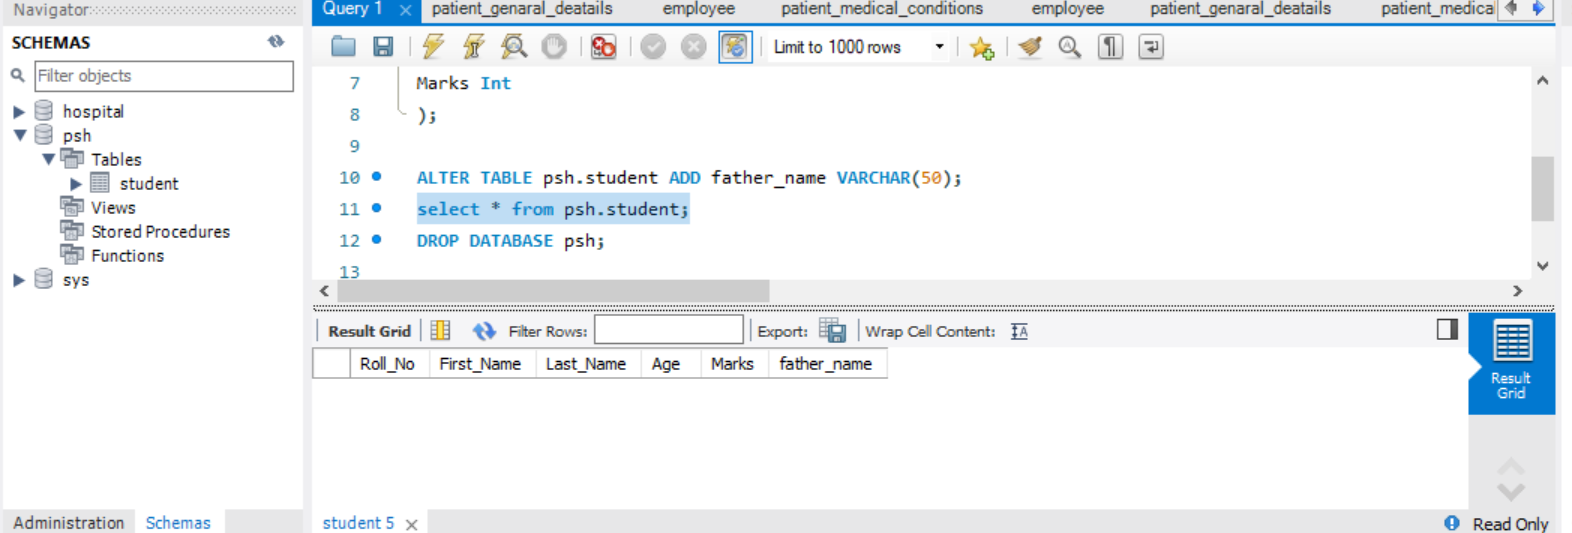 Navigator
Query 1 patient_genaral_deatails employee patient_medical_conditions employee patient_genaral_deatails patient_medical
SCHEMAS
Limit to 1000 rows
Filter objects
hospital
psh
Tables
student
Views
Stored Procedures
Functions
sys
7 Marks Int
8 );
9
10 ALTER TABLE psh.student ADD father_name VARCHAR(50);
11 select * from psh.student;
12 DROP DATABASE psh;
13
Result Grid Filter Rows: Export: Wrap Cell Content: IA
Roll_No First_Name Last_Name Age Marks father_name
Result
Grid
Administration Schemas
student 5
Read Only